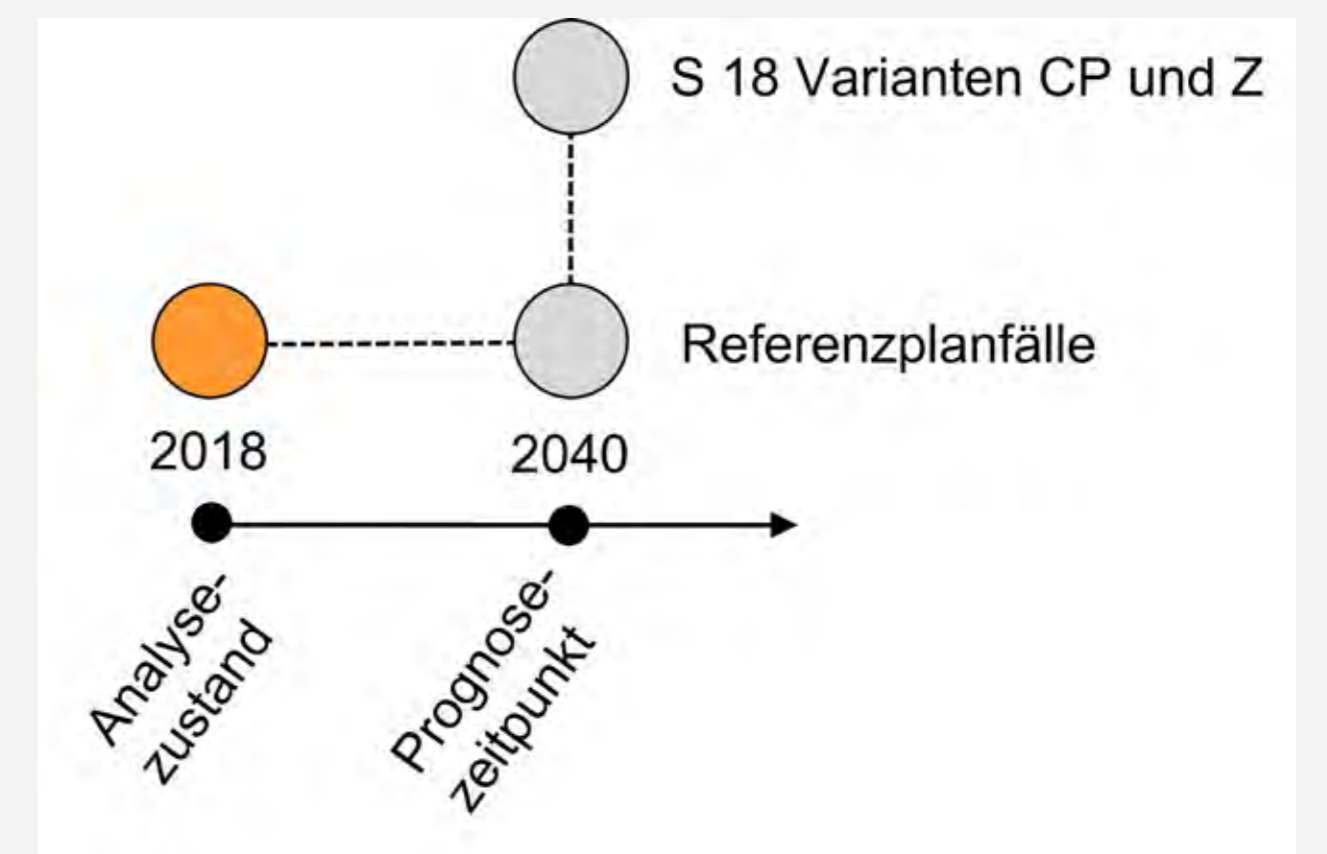 S 18 Varianten CP und Z
Referenzplanfälle
2018
2040
Analyse-
zustand
Prognose-
zeitpunkt